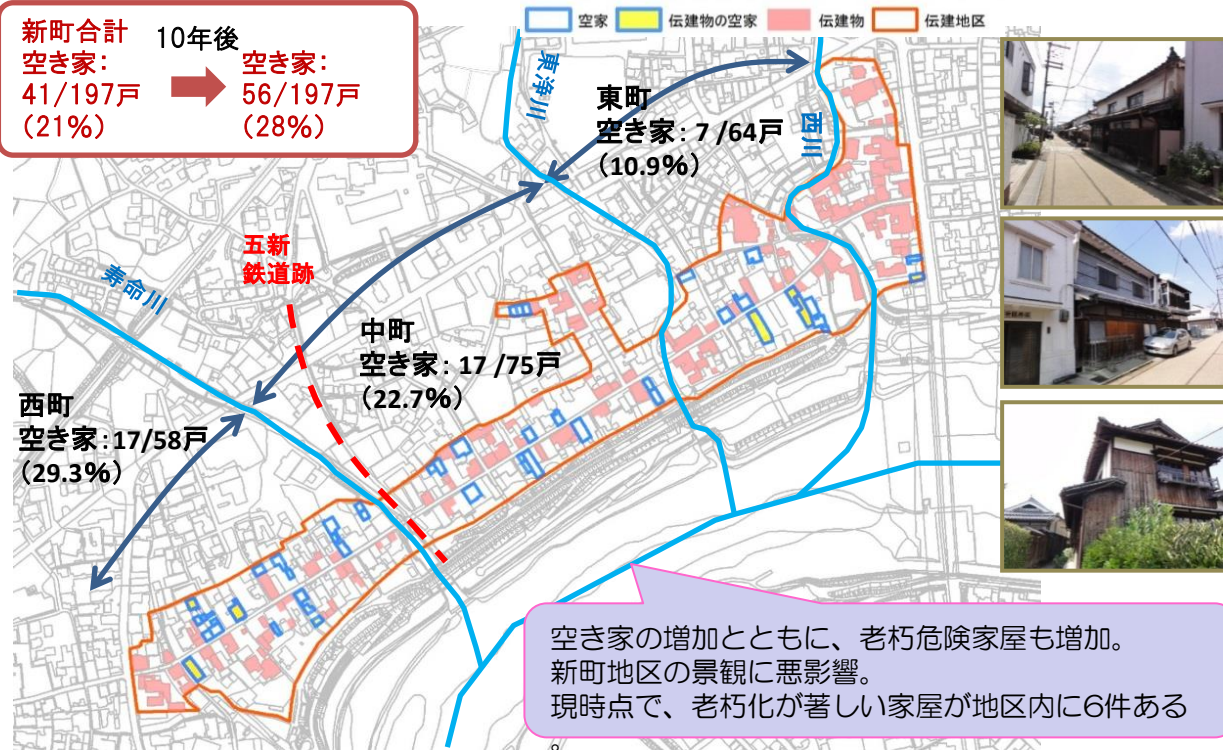 空家
伝建物の空家
伝建物
伝建地区
新町合計
空き家:
41/197戸
(21%)
10年後
空き家:
56/197戸
(28%)
東浄川
東町
空き家: 7 /64戸
(10.9%)
西川
五新
鉄道跡
寿命川
中町
空き家: 17 /75戸
(22.7%)
西町
空き家:17/58戸
(29.3%)
空き家の増加とともに、老朽危険家屋も増加。
新町地区の景観に悪影響。
現時点で、老朽化が著しい家屋が地区内に6件ある
。